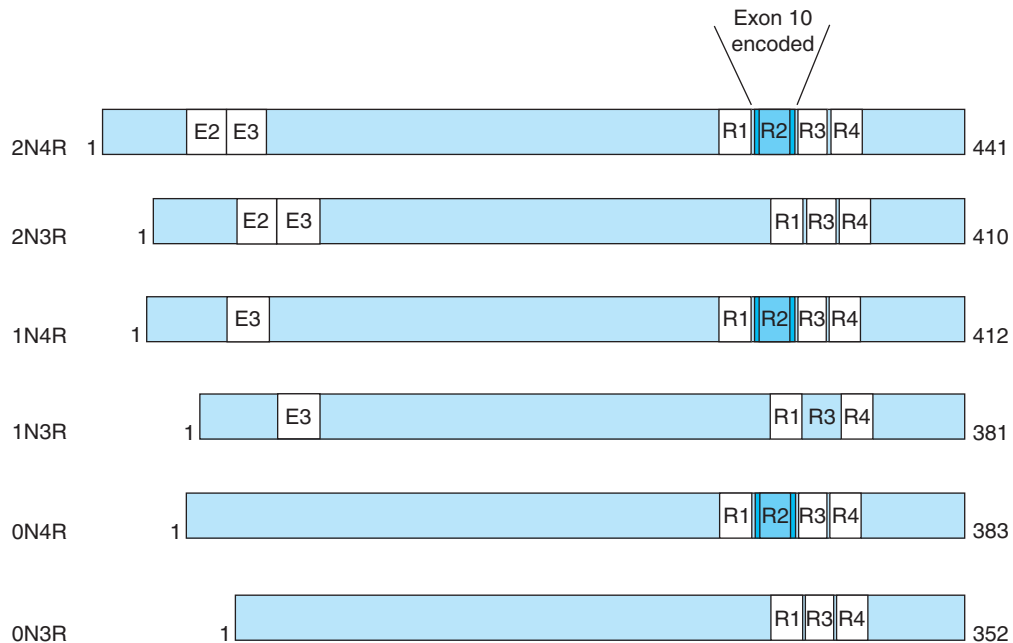 Exon 10
encoded
2N4R 1 E2 E3 R1 R2 R3 R4 441
2N3R 1 E2 E3 R1 R3 R4 410
1N4R 1 E3 R1 R2 R3 R4 412
1N3R 1 E3 R1 R3 R4 381
0N4R 1 R1 R2 R3 R4 383
0N3R 1 R1 R3 R4 352